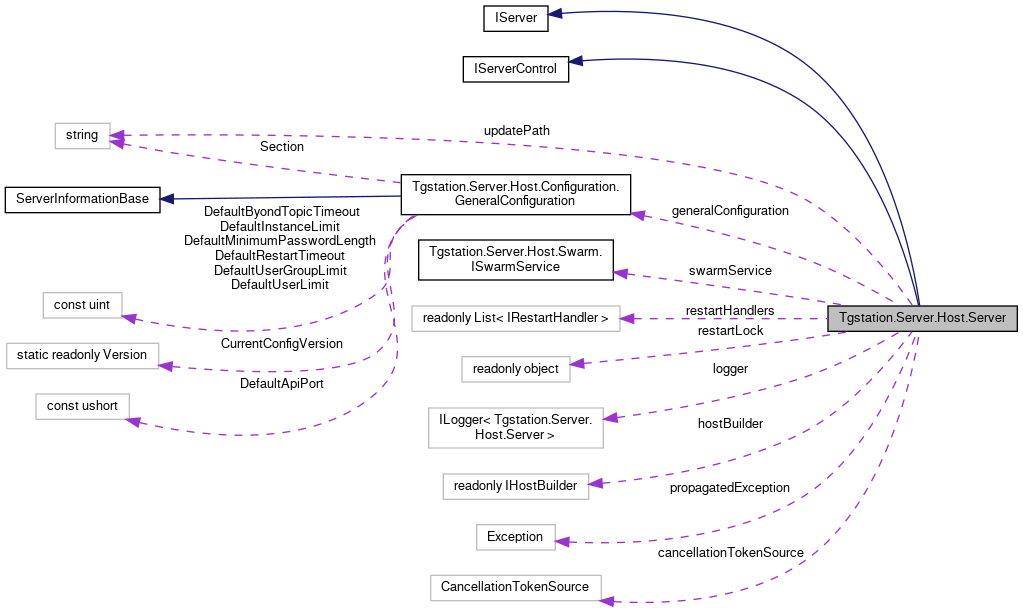 IServer
IServerControl
updatePath
string
Section
Tgstation.Server.Host.Configuration.
GeneralConfiguration
ServerInformationBase
DefaultByondTopicTimeout
DefaultInstanceLimit
DefaultMinimumPasswordLength
DefaultRestartTimeout
DefaultUserGroupLimit
DefaultUserLimit
generalConfiguration
Tgstation.Server.Host.Swarm.
ISwarmService
swarmService
const uint
readonly List< IRestartHandler >
restartHandlers
Tgstation.Server.Host.Server
restartLock
CurrentConfigVersion
static readonly Version
readonly object
logger
DefaultApiPort
const ushort
ILogger< Tgstation.Server.
Host.Server >
hostBuilder
readonly IHostBuilder
propagatedException
Exception
cancellationTokenSource
CancellationTokenSource